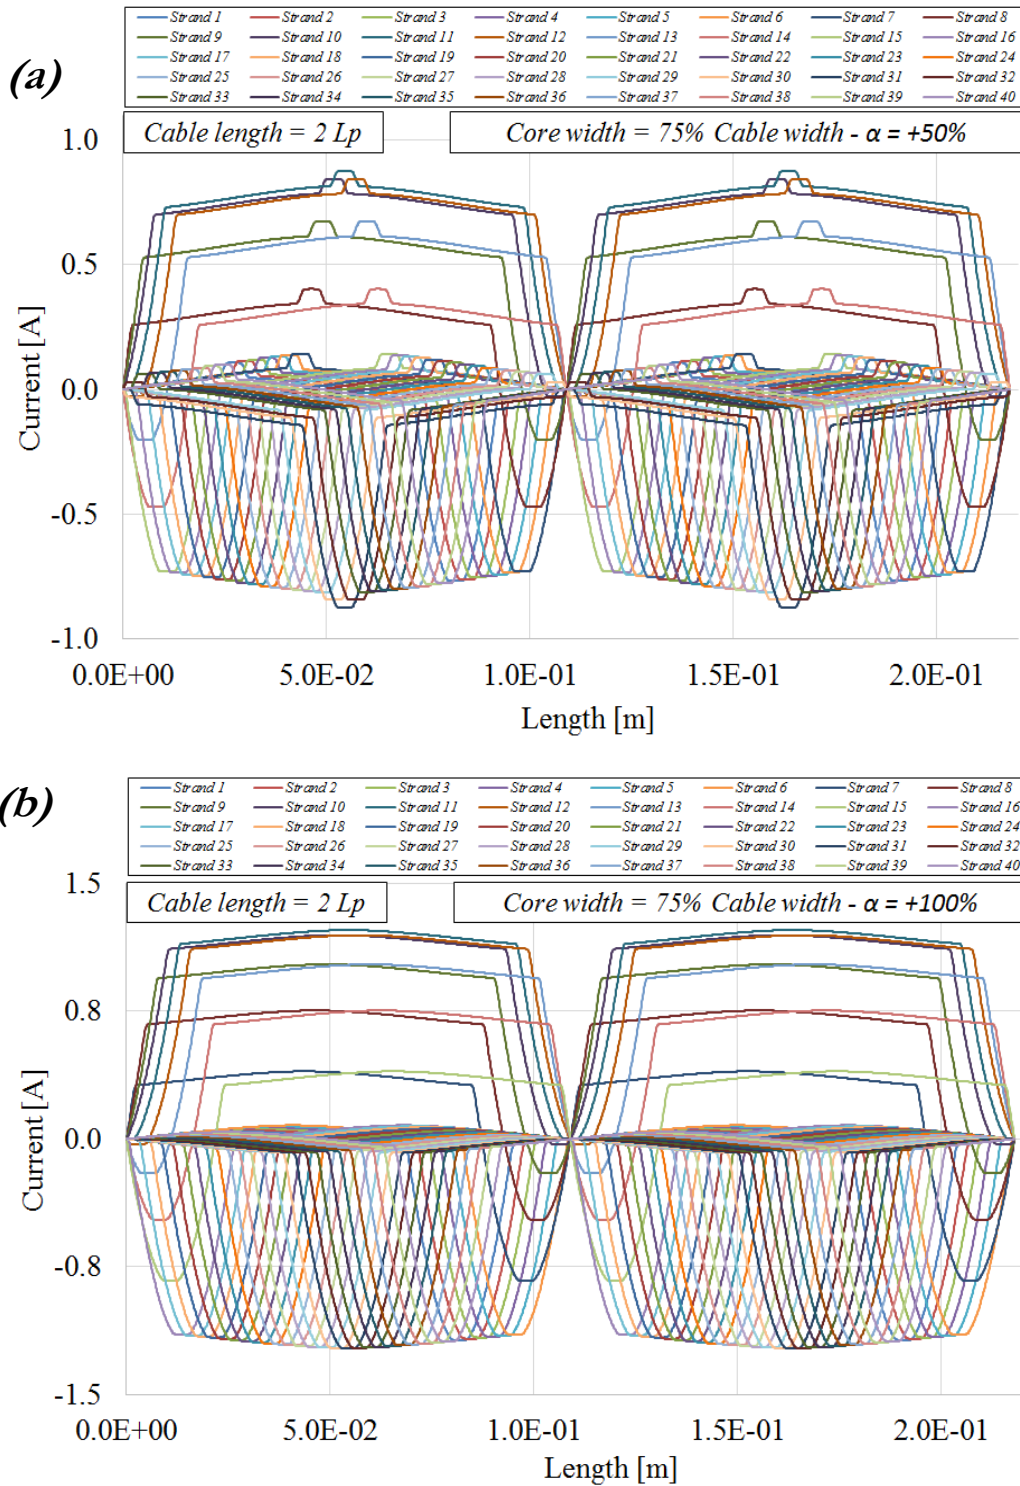 (a)
Strand 1 Strand 2 Strand 3 Strand 4 Strand 5 Strand 6 Strand 7 Strand 8
Strand 9 Strand 10 Strand 11 Strand 12 Strand 13 Strand 14 Strand 15 Strand 16
Strand 17 Strand 18 Strand 19 Strand 20 Strand 21 Strand 22 Strand 23 Strand 24
Strand 25 Strand 26 Strand 27 Strand 28 Strand 29 Strand 30 Strand 31 Strand 32
Strand 33 Strand 34 Strand 35 Strand 36 Strand 37 Strand 38 Strand 39 Strand 40
Cable length = 2 Lp
Core width = 75% Cable width - α = +50%
1.0
0.5
0.0
-0.5
-1.0
Current [A]
0.0E+00 5.0E-02 1.0E-01 1.5E-01 2.0E-01
Length [m]
(b)
Strand 1 Strand 2 Strand 3 Strand 4 Strand 5 Strand 6 Strand 7 Strand 8
Strand 9 Strand 10 Strand 11 Strand 12 Strand 13 Strand 14 Strand 15 Strand 16
Strand 17 Strand 18 Strand 19 Strand 20 Strand 21 Strand 22 Strand 23 Strand 24
Strand 25 Strand 26 Strand 27 Strand 28 Strand 29 Strand 30 Strand 31 Strand 32
Strand 33 Strand 34 Strand 35 Strand 36 Strand 37 Strand 38 Strand 39 Strand 40
Cable length = 2 Lp
Core width = 75% Cable width - α = +100%
1.5
0.8
0.0
-0.8
-1.5
Current [A]
0.0E+00 5.0E-02 1.0E-01 1.5E-01 2.0E-01
Length [m]